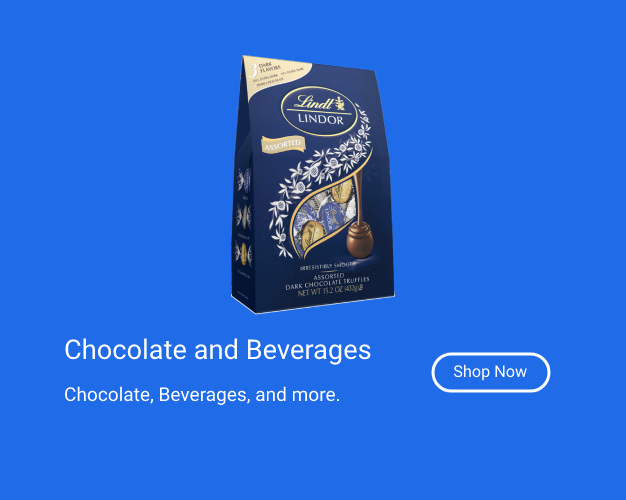 DARK
FLAVORS
Lindt
LINDOR
ASSORTED
IRRESISTIBLY SMOOTH
ASSORTED
DARK CHOCOLATE TRUFFLES
NET WT 15.2 OZ (432g)
Chocolate and Beverages
Shop Now
Chocolate, Beverages, and more.